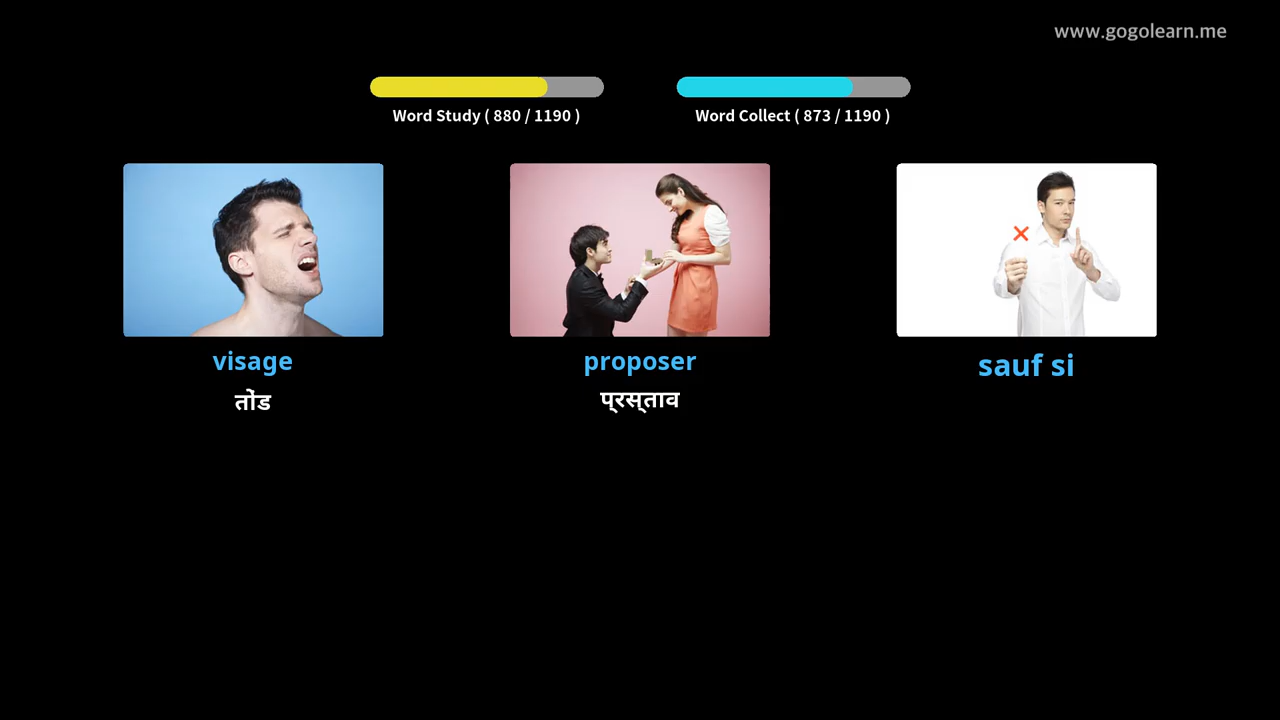 www.gogolearn.me
Word Study ( 880 / 1190 )
Word Collect ( 873 / 1190 )
visage
तोंड
proposer
प्रस्ताव
sauf si